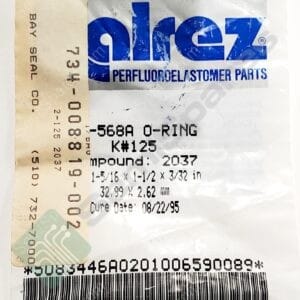 alrez
PERFLUOROELASTOMER PARTS
-568A O-RING
K#125
mpound: 2037
1-5/16 x 1-1/2 x 3/32 in
32.99 X 2.62 mm
Cure Date: 08/22/95
*5083446A0201006590089*
BAY SEAL CO. (510) 732-7000
734-008819-002
2-125 2037